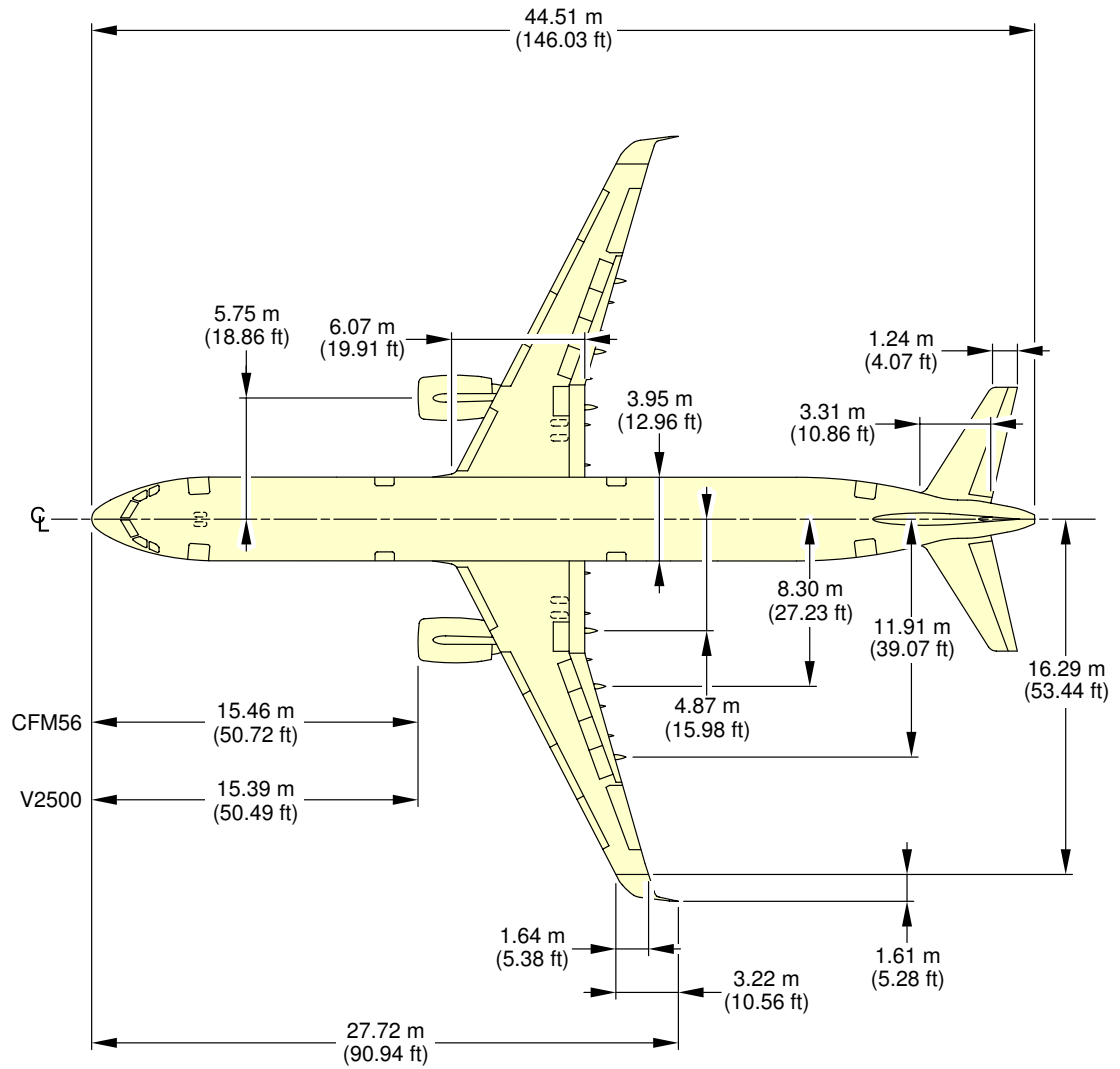 44.51 m
(146.03 ft)
5.75 m
(18.86 ft)
6.07 m
(19.91 ft)
1.24 m
(4.07 ft)
3.95 m
(12.96 ft)
3.31 m
(10.86 ft)
CL
8.30 m
(27.23 ft)
11.91 m
(39.07 ft)
16.29 m
(53.44 ft)
4.87 m
(15.98 ft)
CFM56
15.46 m
(50.72 ft)
V2500
15.39 m
(50.49 ft)
1.64 m
(5.38 ft)
1.61 m
(5.28 ft)
3.22 m
(10.56 ft)
27.72 m
(90.94 ft)